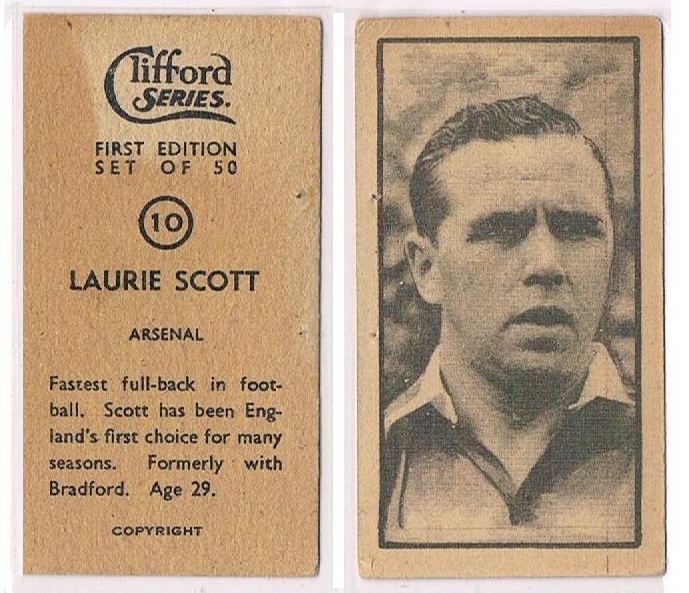 Clifford
SERIES.
FIRST EDITION
SET OF 50
10
LAURIE SCOTT
ARSENAL
Fastest full-back in foot-
ball. Scott has been Eng-
land's first choice for many
seasons. Formerly with
Bradford. Age 29.
COPYRIGHT